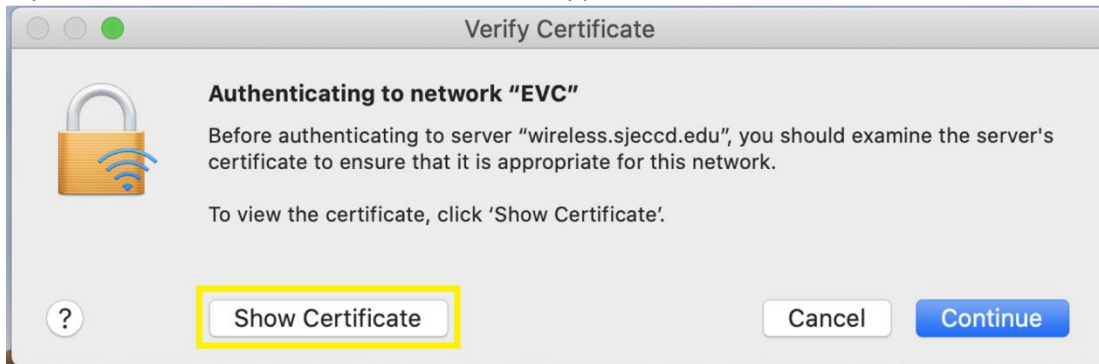 Verify Certificate
Authenticating to network “EVC”
Before authenticating to server “wireless.sjeccd.edu”, you should examine the server's
certificate to ensure that it is appropriate for this network.
To view the certificate, click ‘Show Certificate’.
? Show Certificate Cancel Continue